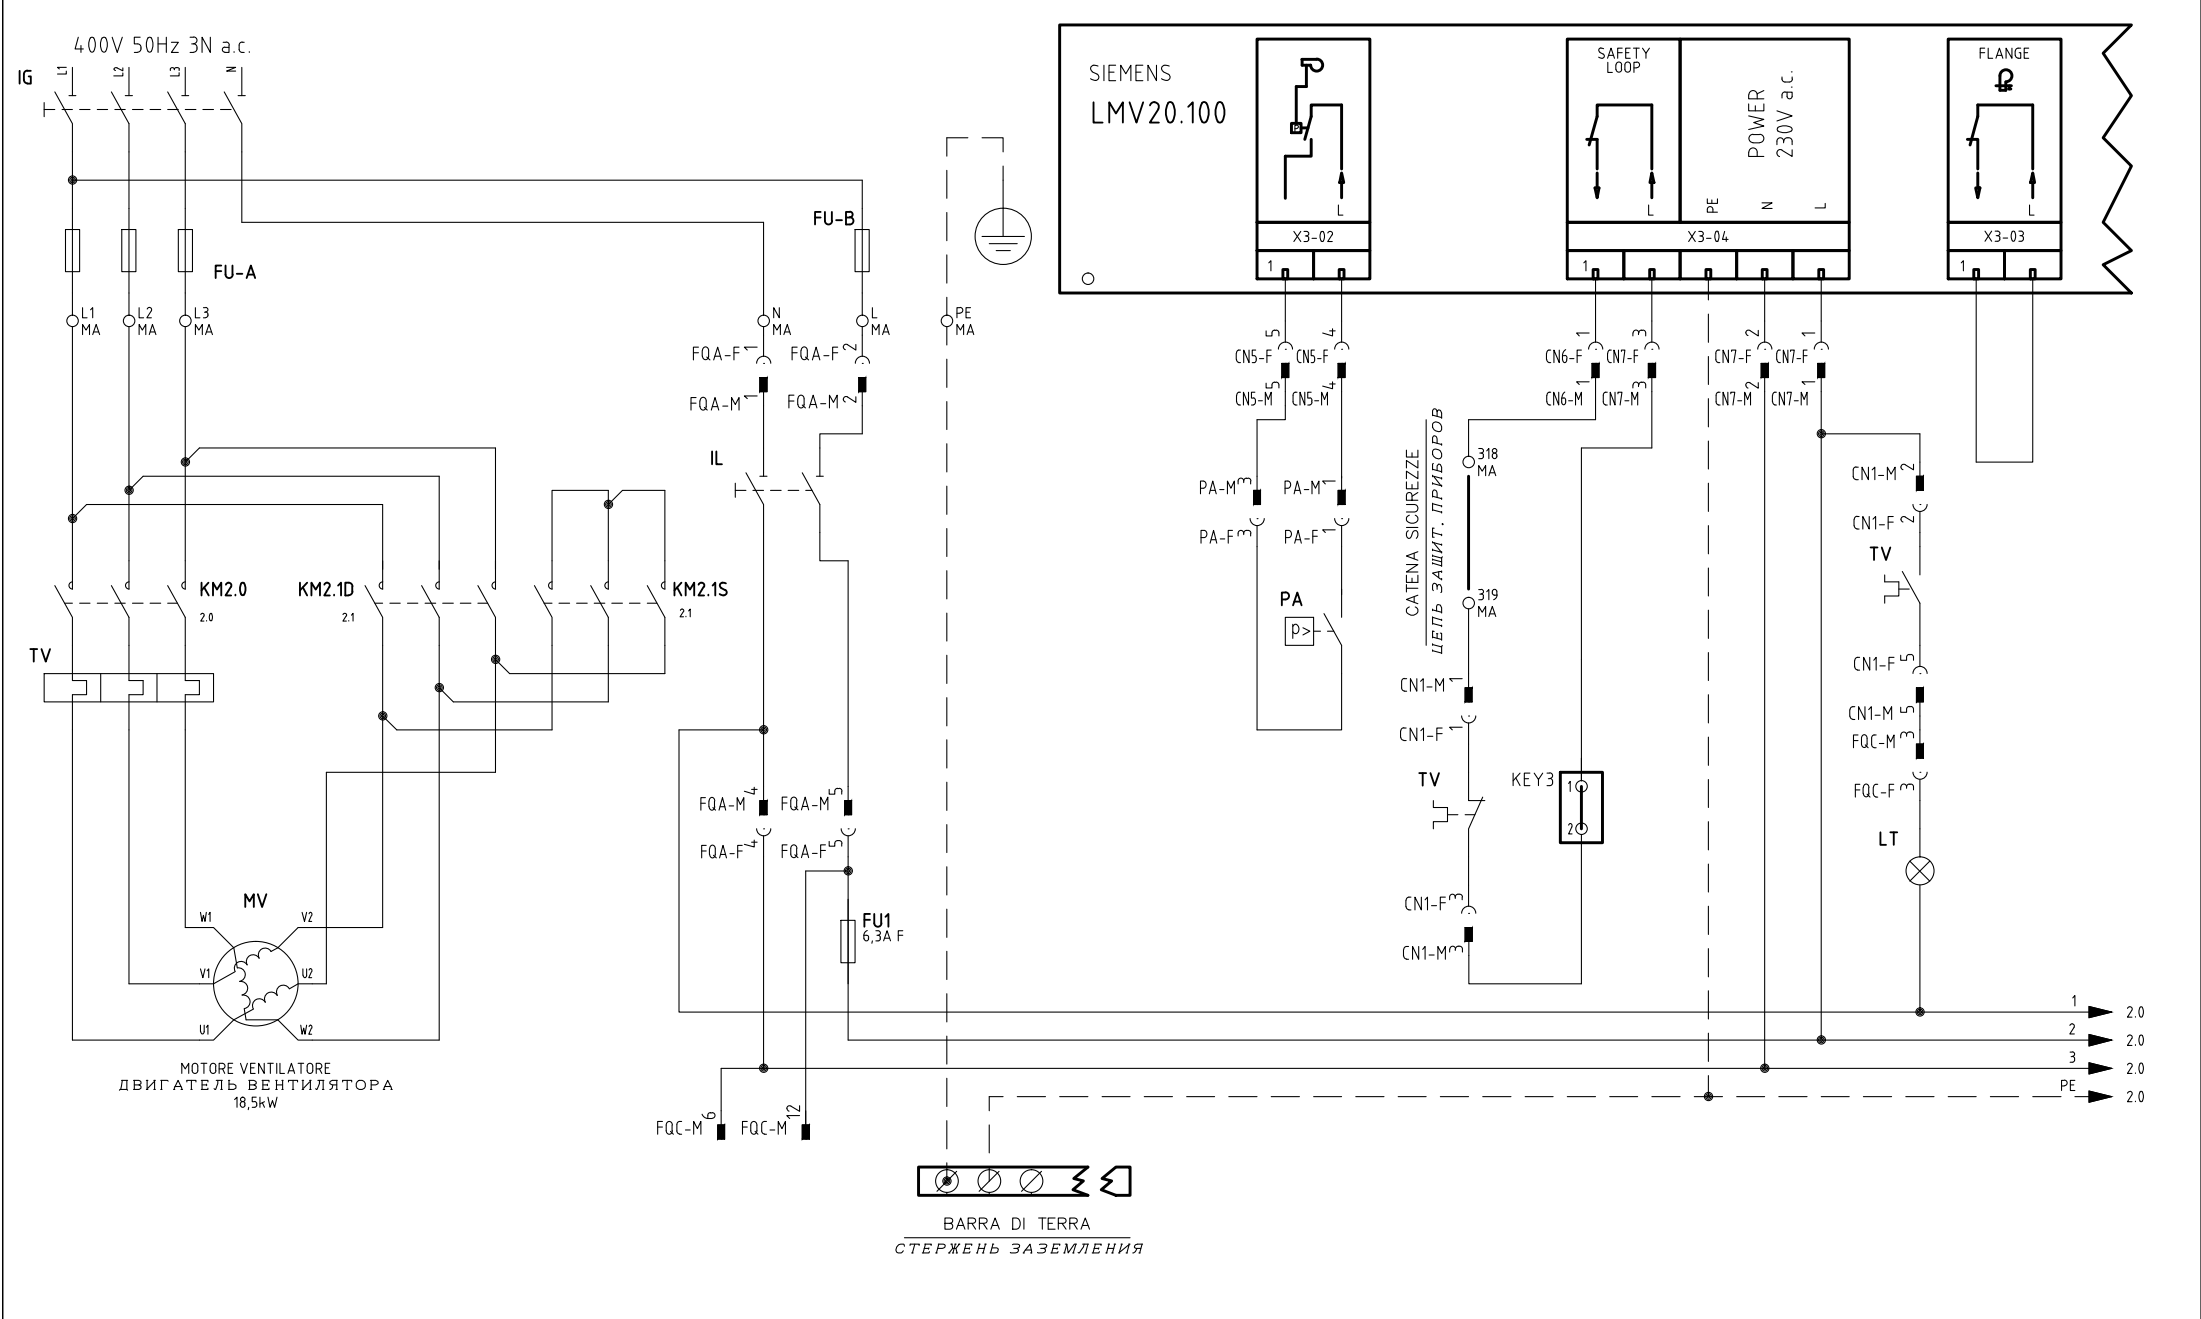 400V 50Hz 3N a.c.
IG
L1
L2
L3
N
FU-A
FU-B
L1
MA
L2
MA
L3
MA
N
MA
L
MA
PE
MA
FQA-F 1
FQA-F 2
FQA-M 1
FQA-M 2
IL
KM2.0
2.0
KM2.1D
2.1
KM2.1S
2.1
TV
FQA-M 4
FQA-M 5
FQA-F 4
FQA-F 5
FU1
6,3A F
MV
W1
V2
V1
U2
U1
W2
MOTORE VENTILATORE
ДВИГАТЕЛЬ ВЕНТИЛЯТОРА
18,5kW
FQC-M 6
FQC-M 12
BARRA DI TERRA
СТЕРЖЕНЬ ЗАЗЕМЛЕНИЯ
SIEMENS
LMV20.100
P
L
X3-02
1
SAFETY
LOOP
L
POWER
230V a.c.
PE
N
L
X3-04
1
FLANGE
L
X3-03
1
CN5-F 5
CN5-F 4
CN5-M 5
CN5-M 4
PA-M 3
PA-M 1
PA-F 3
PA-F 1
PA
P>
CN6-F 1
CN7-F 3
CN7-F 2
CN7-F 1
CN6-M 1
CN7-M 3
CN7-M 2
CN7-M 1
CATENA SICUREZZE
ЦЕПЬ ЗАЩИТ. ПРИБОРОВ
318
MA
319
MA
CN1-M 1
CN1-F 1
TV
CN1-F 3
CN1-M 3
KEY3
1
2
CN1-M 2
CN1-F 2
TV
CN1-F 5
CN1-M 5
FQC-M 3
FQC-F 3
LT
1
2.0
2
2.0
3
2.0
PE
2.0